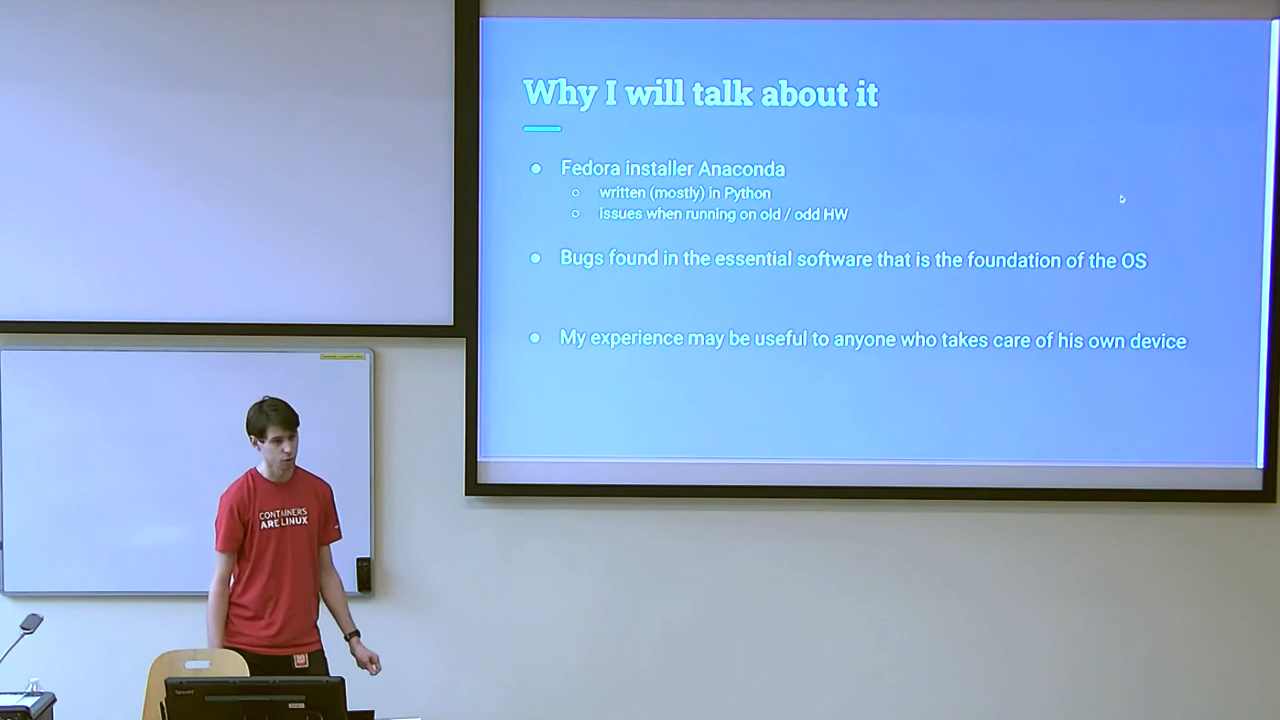 Why I will talk about it
Fedora installer Anaconda
written (mostly) in Python
Issues when running on old / odd HW
Bugs found in the essential software that is the foundation of the OS
My experience may be useful to anyone who takes care of his own device
CONTAINERS
ARE LINUX